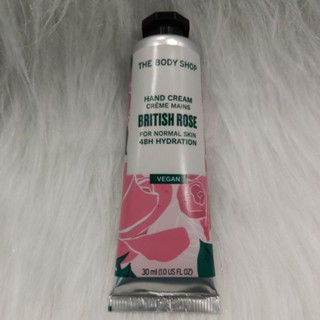 THE BODY SHOP
HAND CREAM
CRÈME MAINS
BRITISH ROSE
FOR NORMAL SKIN
48H HYDRATION
VEGAN
30 ml (1.0 US FL OZ)